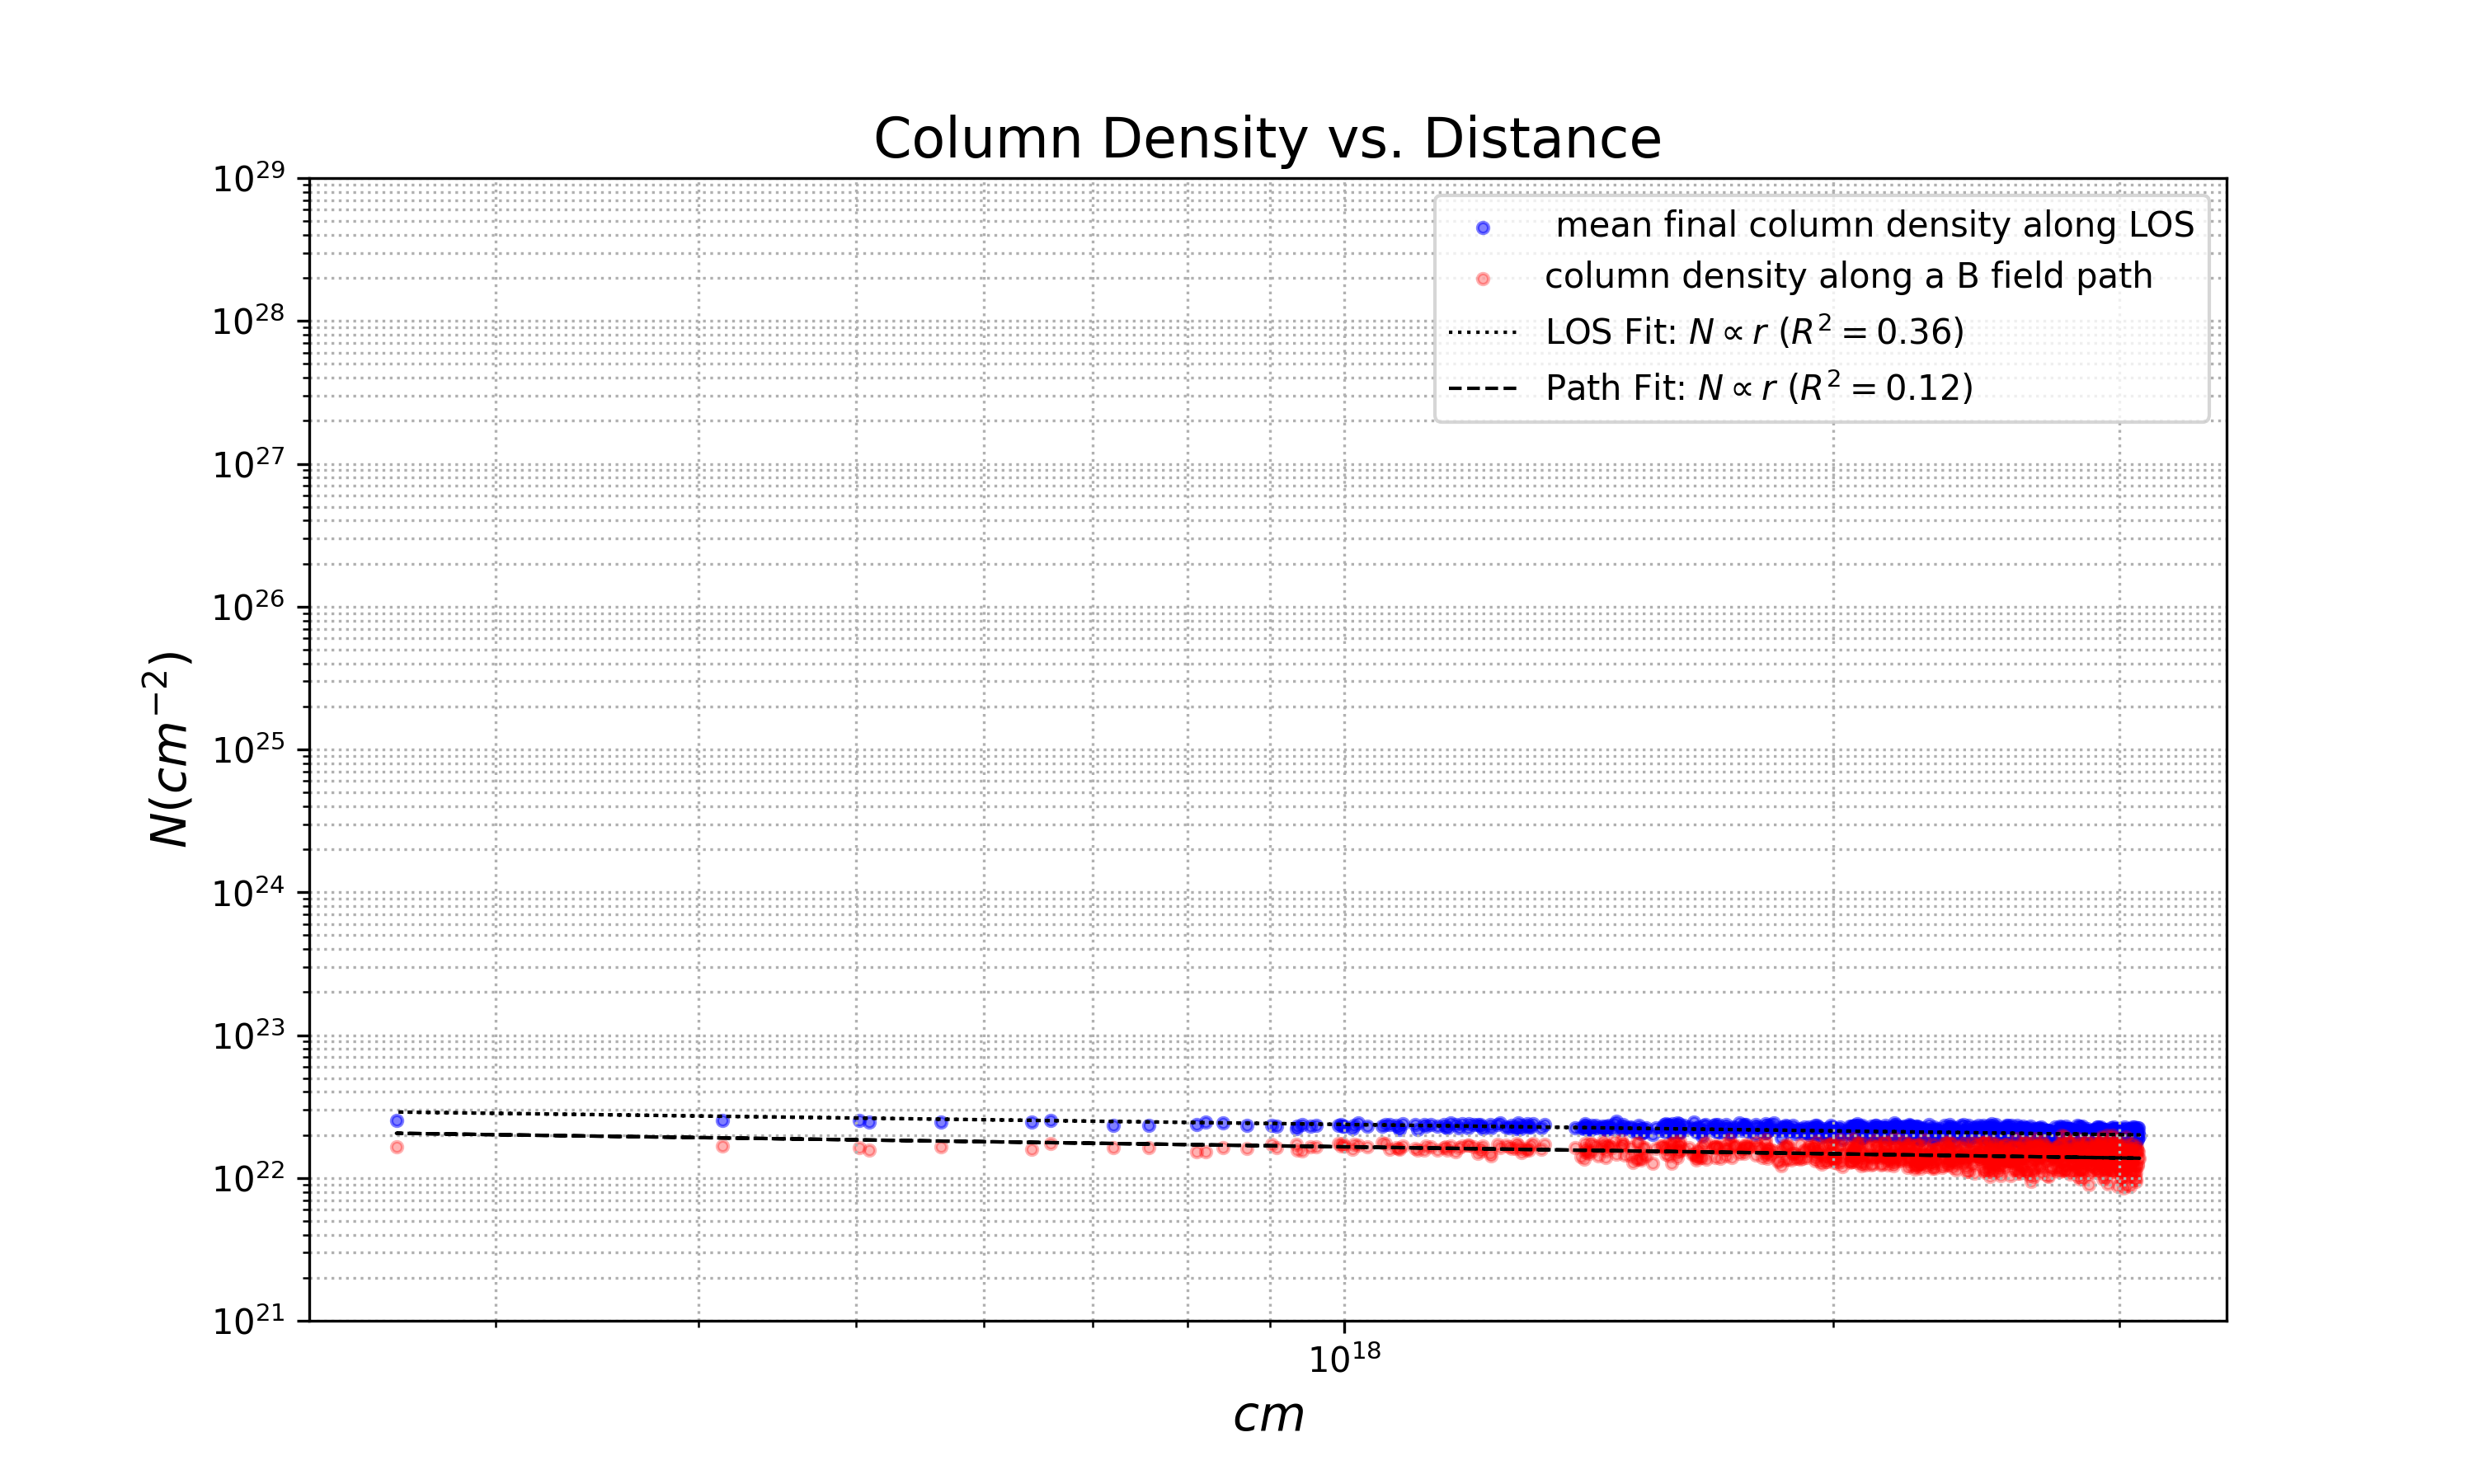 Column Density vs. Distance
mean final column density along LOS
column density along a B field path
LOS Fit: $N \propto r$ ($R^2 = 0.36$)
Path Fit: $N \propto r$ ($R^2 = 0.12$)
$10^{29}$
$10^{28}$
$10^{27}$
$10^{26}$
$10^{25}$
$10^{24}$
$10^{23}$
$10^{22}$
$10^{21}$
$N(cm^{-2})$
$10^{18}$
cm